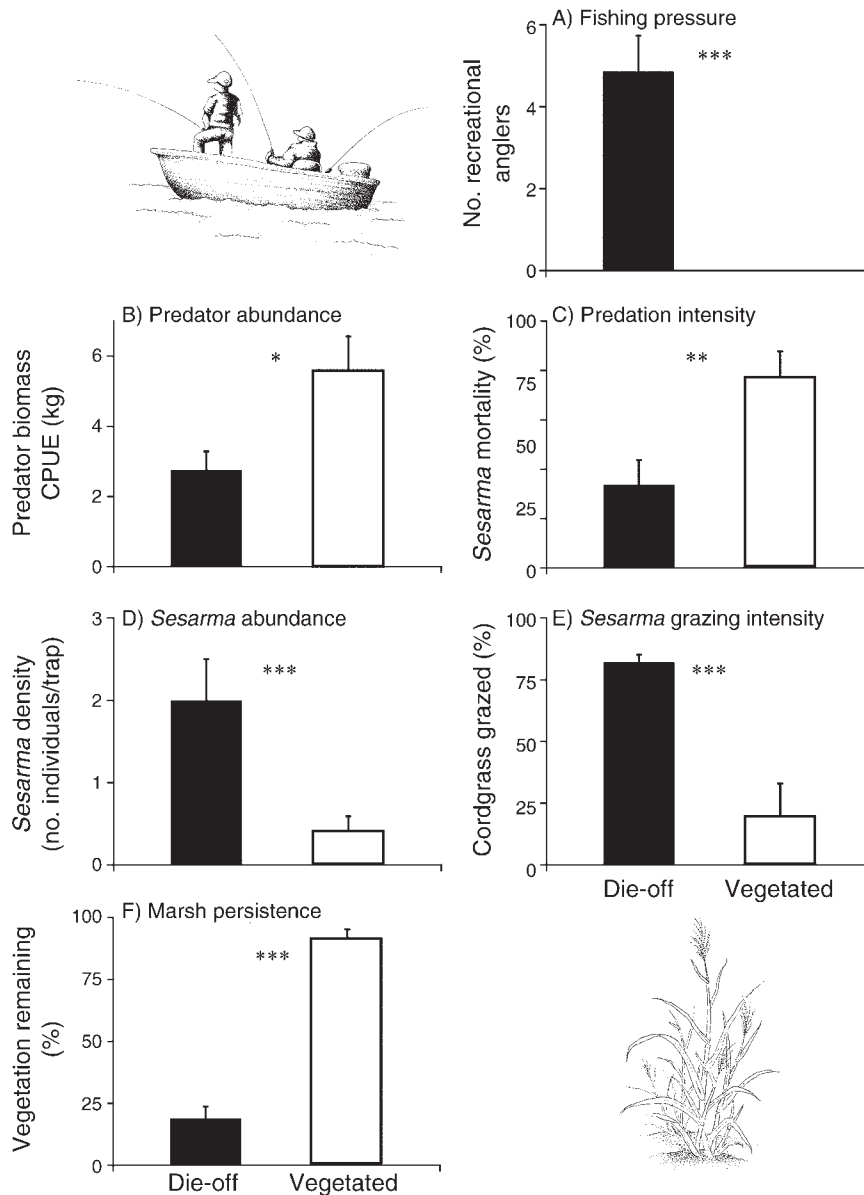 A) Fishing pressure
6
4
2
0
No. recreational
anglers
***
B) Predator abundance
6
4
2
0
Predator biomass
CPUE (kg)
*
C) Predation intensity
100
75
50
25
0
Sesarma mortality (%)
**
D) Sesarma abundance
3
2
1
0
Sesarma density
(no. individuals/trap)
***
E) Sesarma grazing intensity
100
75
50
25
0
Cordgrass grazed (%)
***
Die-off Vegetated
F) Marsh persistence
100
75
50
25
0
Vegetation remaining
(%)
***
Die-off Vegetated